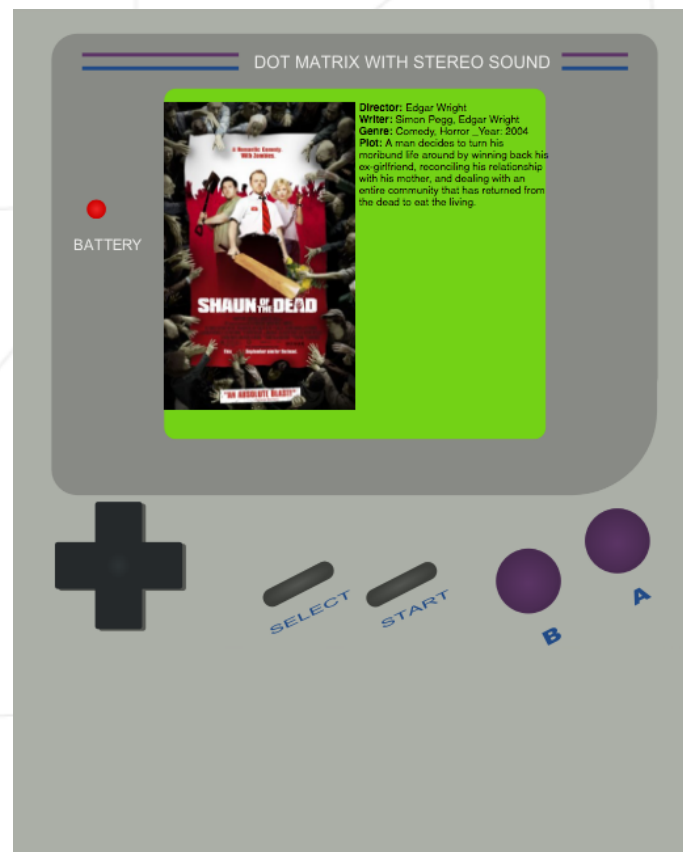 DOT MATRIX WITH STEREO SOUND
BATTERY
A Romantic Comedy.
With Zombies.
SHAUN OF THE DEAD
"AN ABSOLUTE BLAST!"
Director: Edgar Wright
Writer: Simon Pegg, Edgar Wright
Genre: Comedy, Horror _Year: 2004
Plot: A man decides to turn his
moribund life around by winning back his
ex-girlfriend, reconciling his relationship
with his mother, and dealing with an
entire community that has returned from
the dead to eat the living.
SELECT
START
B
A